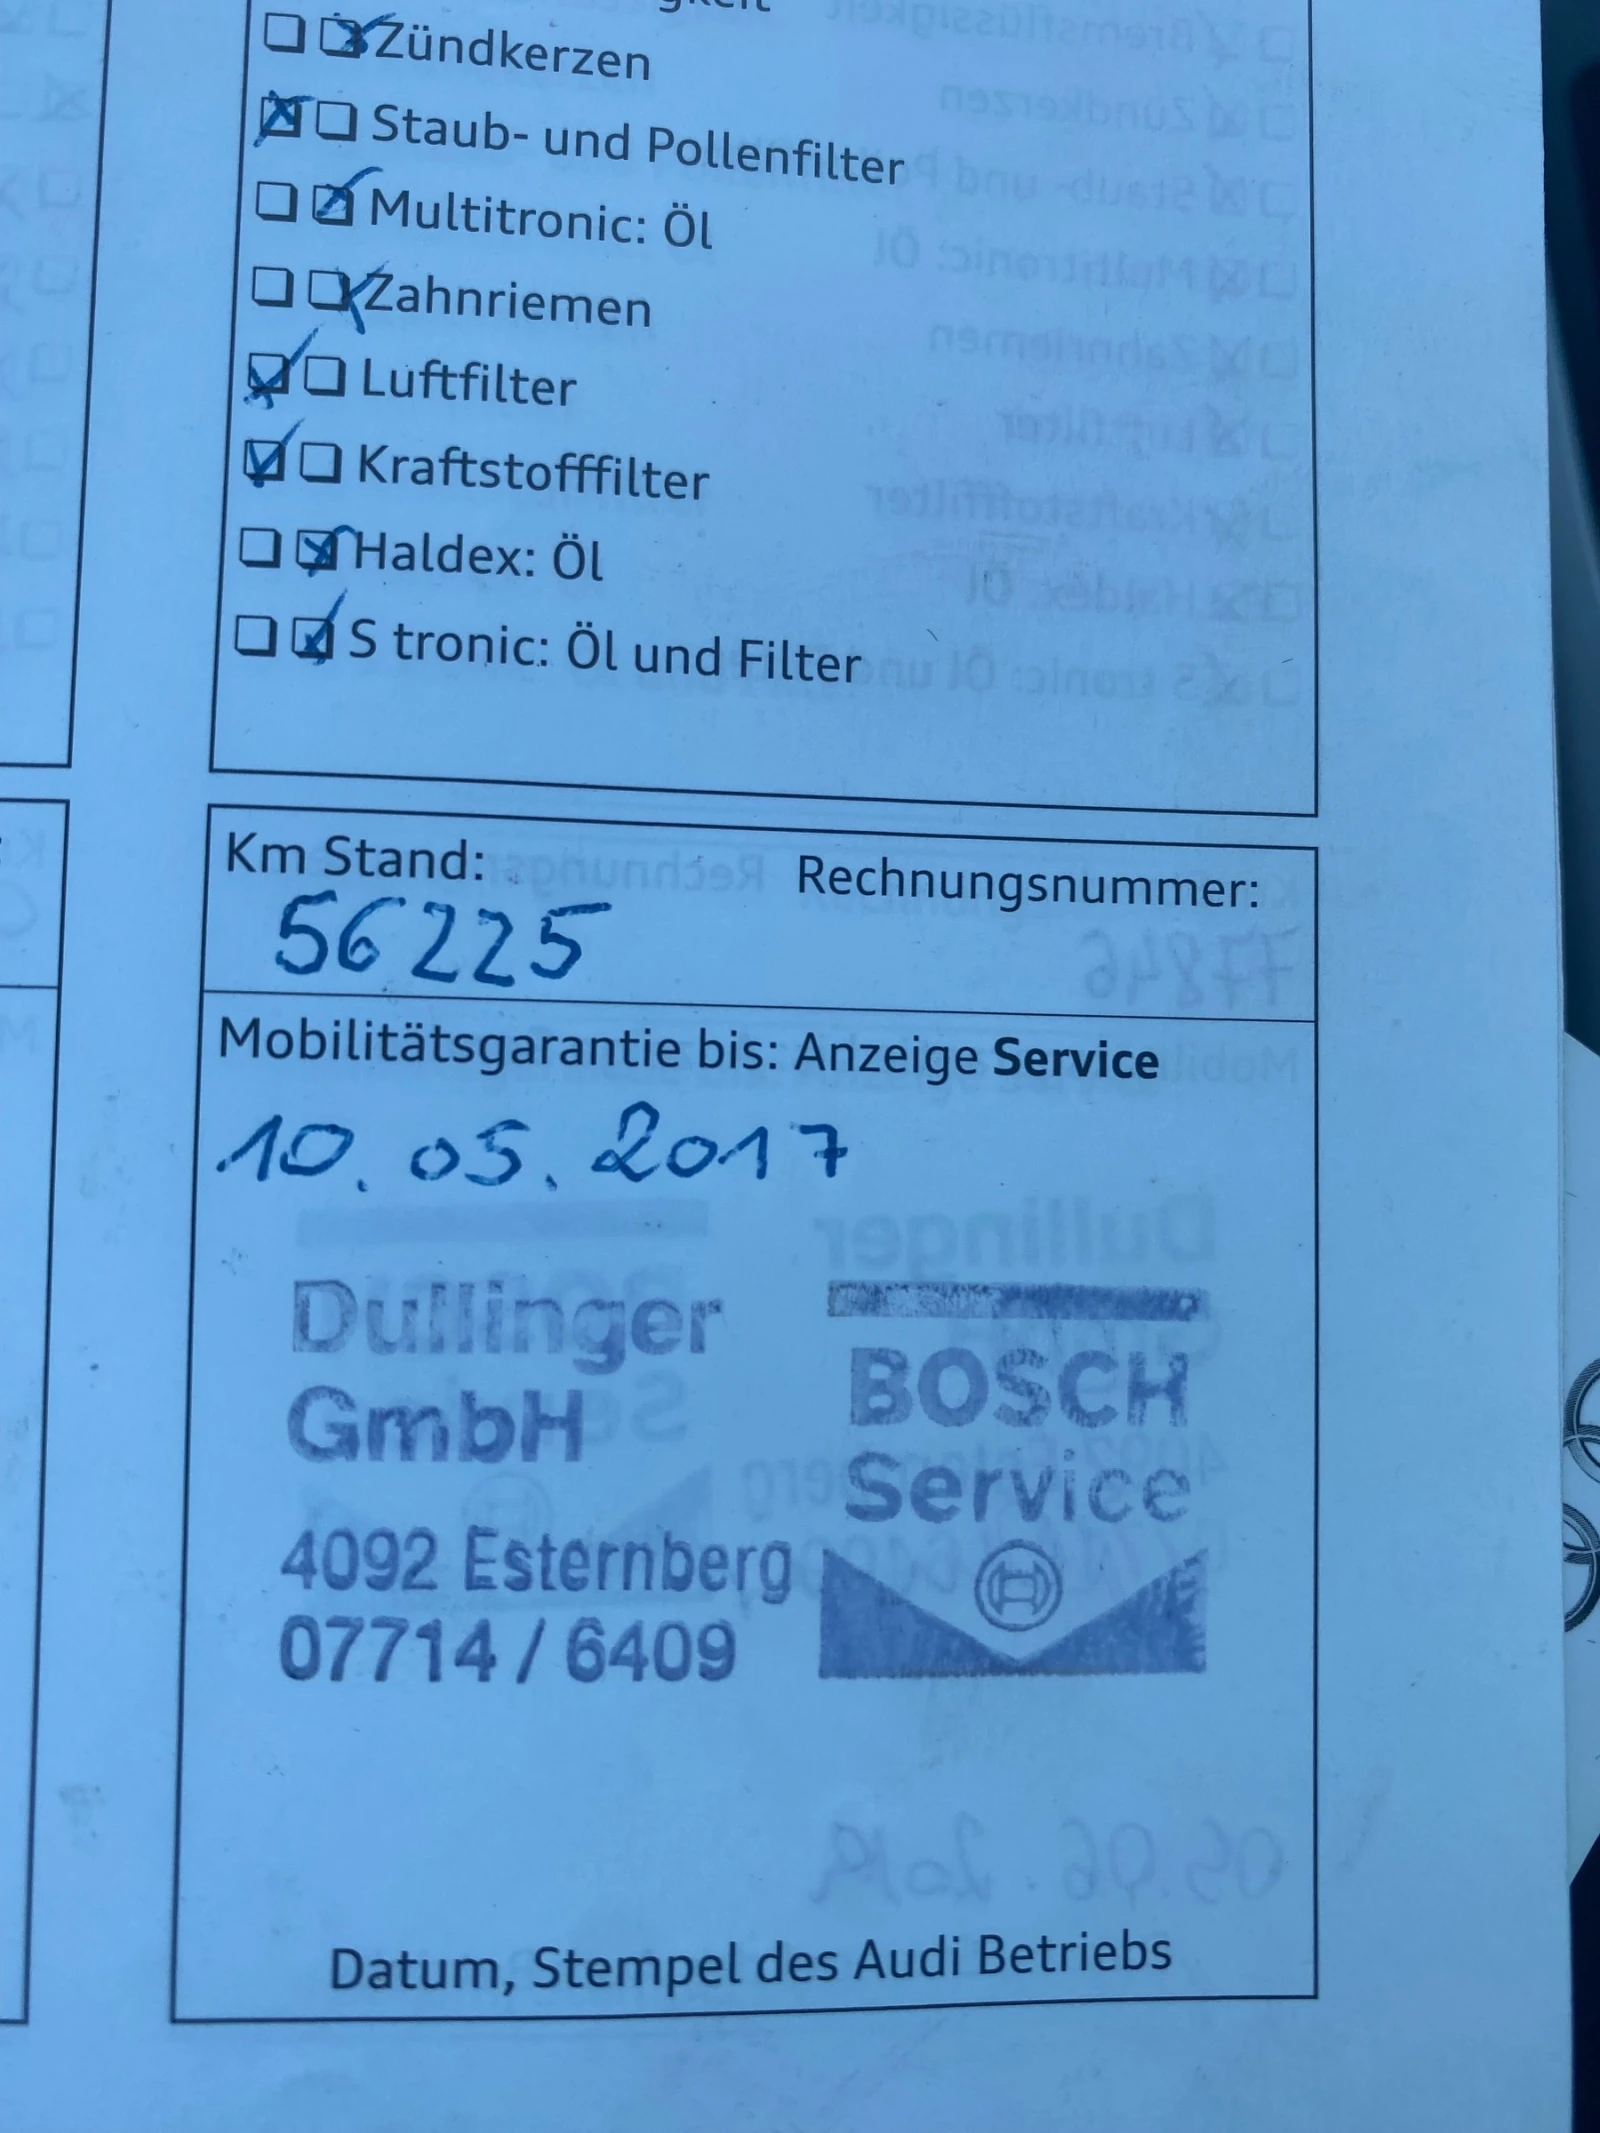 Zündkerzen
Staub- und Pollenfilter
Multitronic: Öl
Zahnriemen
Luftfilter
Kraftstofffilter
Haldex: Öl
S tronic: Öl und Filter
Km Stand: Rechnungsnummer:
56225
Mobilitätsgarantie bis: Anzeige Service
10.05.2017
Dullinger
GmbH
4092 Esternberg
07714 / 6409
BOSCH
Service
Datum, Stempel des Audi Betriebs